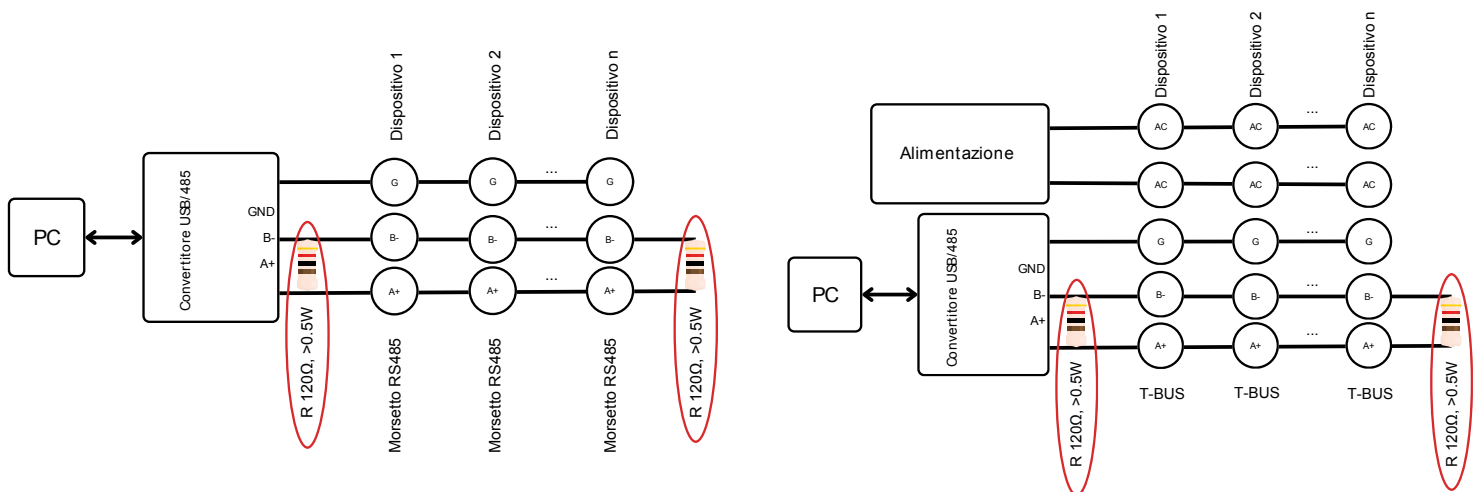 Dispositivo 1
Dispositivo 2
Dispositivo n
PC
Convertitore USB/485
GND
B-
A+
G
G
...
G
B-
B-
...
B-
A+
A+
...
A+
R 120Ω, >0.5W
R 120Ω, >0.5W
Morsetto RS485
Morsetto RS485
Morsetto RS485
Dispositivo 1
Dispositivo 2
Dispositivo n
Alimentazione
AC
AC
...
AC
AC
AC
...
AC
PC
Convertitore USB/485
GND
B-
A+
G
G
...
G
B-
B-
...
B-
A+
A+
...
A+
R 120Ω, >0.5W
R 120Ω, >0.5W
T-BUS
T-BUS
T-BUS